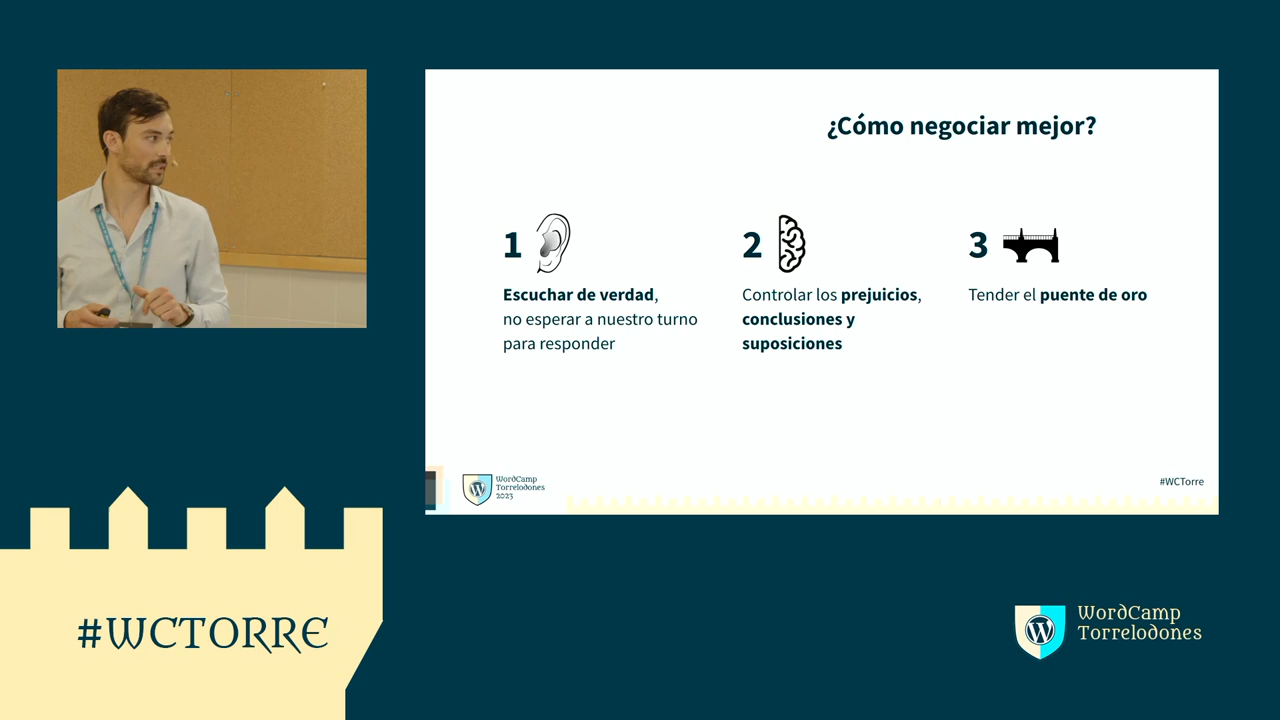 ¿Cómo negociar mejor?
1
Escuchar de verdad,
no esperar a nuestro turno
para responder
2
Controlar los prejuicios,
conclusiones y
suposiciones
3
Tender el puente de oro
WordCamp
Torrelodones
2023
#WCTorre
#WCTORRE
WordCamp
Torrelodones